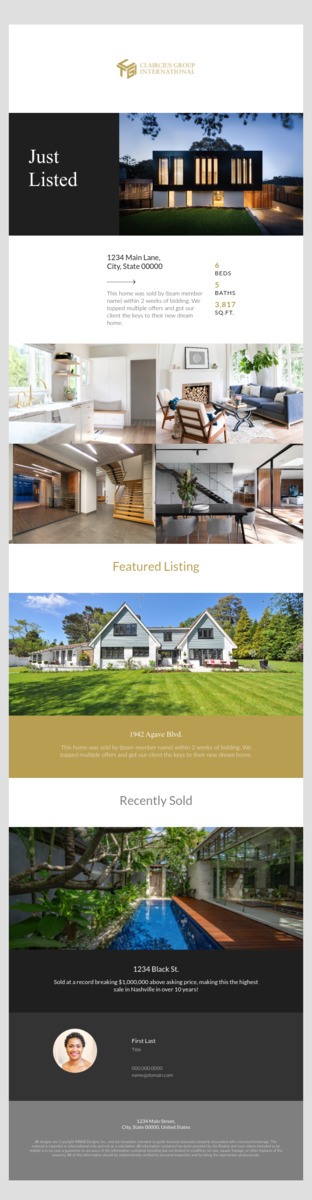 CLAIRCIES GROUP
INTERNATIONAL
Just
Listed
1234 Main Lane,
City, State 00000
This home was sold by (team member
name) within 2 weeks of bidding. We
topped multiple offers and got our
client the keys to their new dream
home.
6
BEDS
5
BATHS
3,817
SQ.FT.
Featured Listing
1942 Agave Blvd.
This home was sold by (team member name) within 2 weeks of bidding. We
topped multiple offers and got our client the keys to their new dream home.
Recently Sold
1234 Black St.
Sold at a record breaking $1,000,000 above asking price, making this the highest
sale in Nashville in over 10 years!
First Last
Title
000.000.0000
name@domain.com
1234 Main Street,
City, State 00000, United States